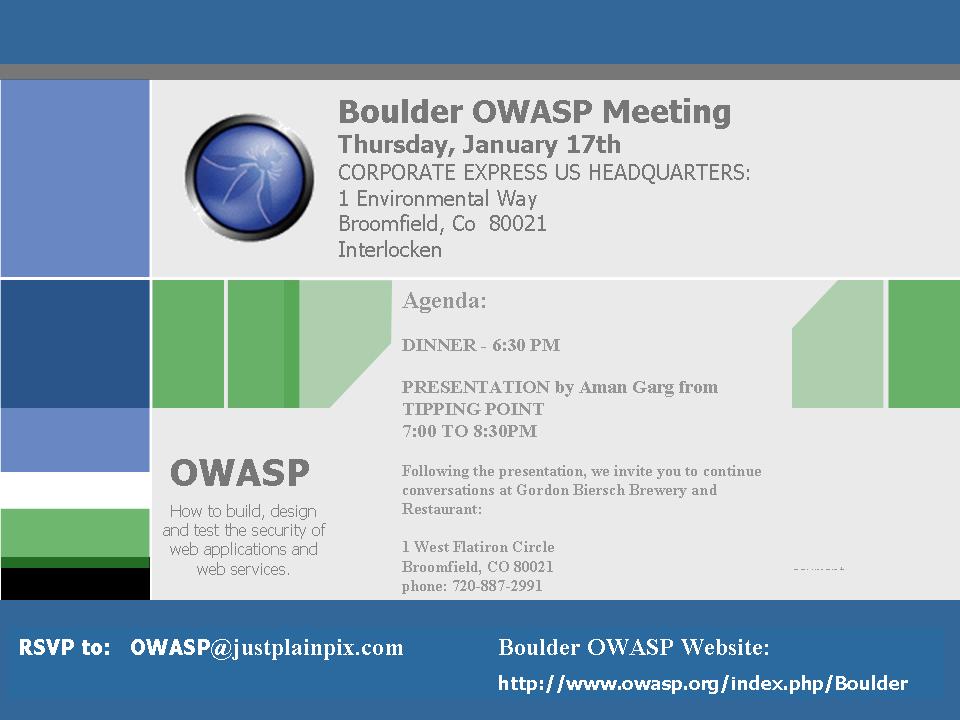 Boulder OWASP Meeting
Thursday, January 17th
CORPORATE EXPRESS US HEADQUARTERS:
1 Environmental Way
Broomfield, Co 80021
Interlocken
Agenda:
DINNER - 6:30 PM
PRESENTATION by Aman Garg from
TIPPING POINT
7:00 TO 8:30PM
Following the presentation, we invite you to continue
conversations at Gordon Biersch Brewery and
Restaurant:
1 West Flatiron Circle
Broomfield, CO 80021
phone: 720-887-2991
OWASP
How to build, design
and test the security of
web applications and
web services.
RSVP to: OWASP@justplainpix.com
Boulder OWASP Website:
http://www.owasp.org/index.php/Boulder